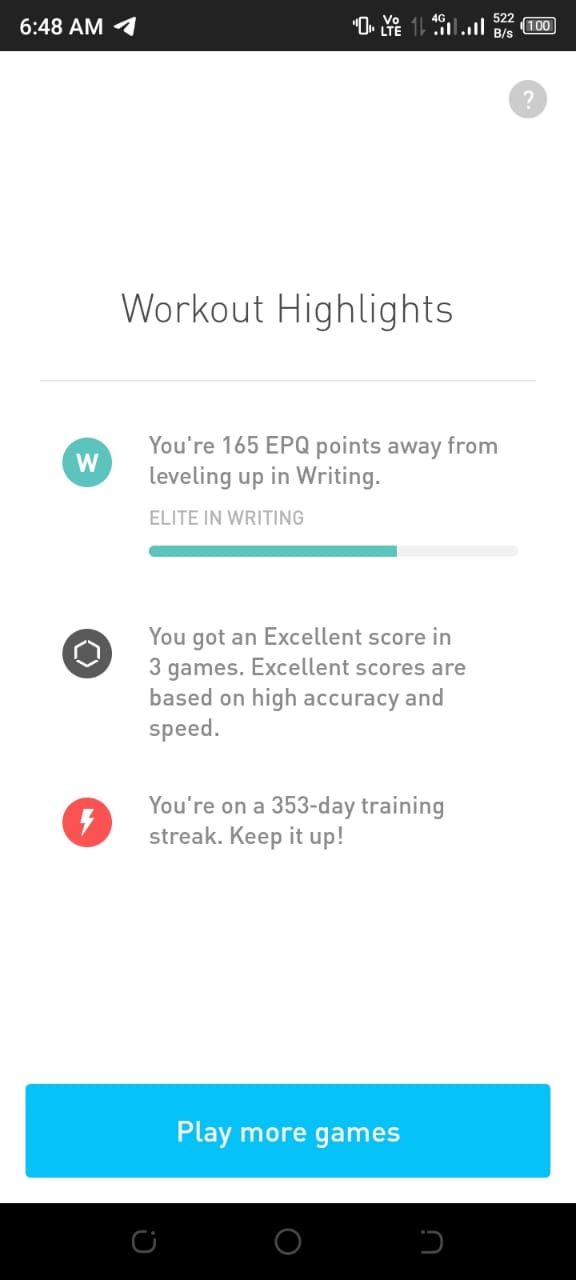 6:48 AM
Vo LTE 4G 522 B/s 100
?
Workout Highlights
W
You're 165 EPQ points away from
leveling up in Writing.
ELITE IN WRITING
You got an Excellent score in
3 games. Excellent scores are
based on high accuracy and
speed.
You're on a 353-day training
streak. Keep it up!
Play more games